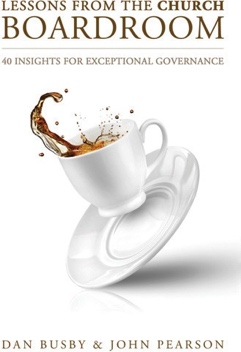 LESSONS FROM THE CHURCH
BOARDROOM
40 INSIGHTS FOR EXCEPTIONAL GOVERNANCE
DAN BUSBY & JOHN PEARSON